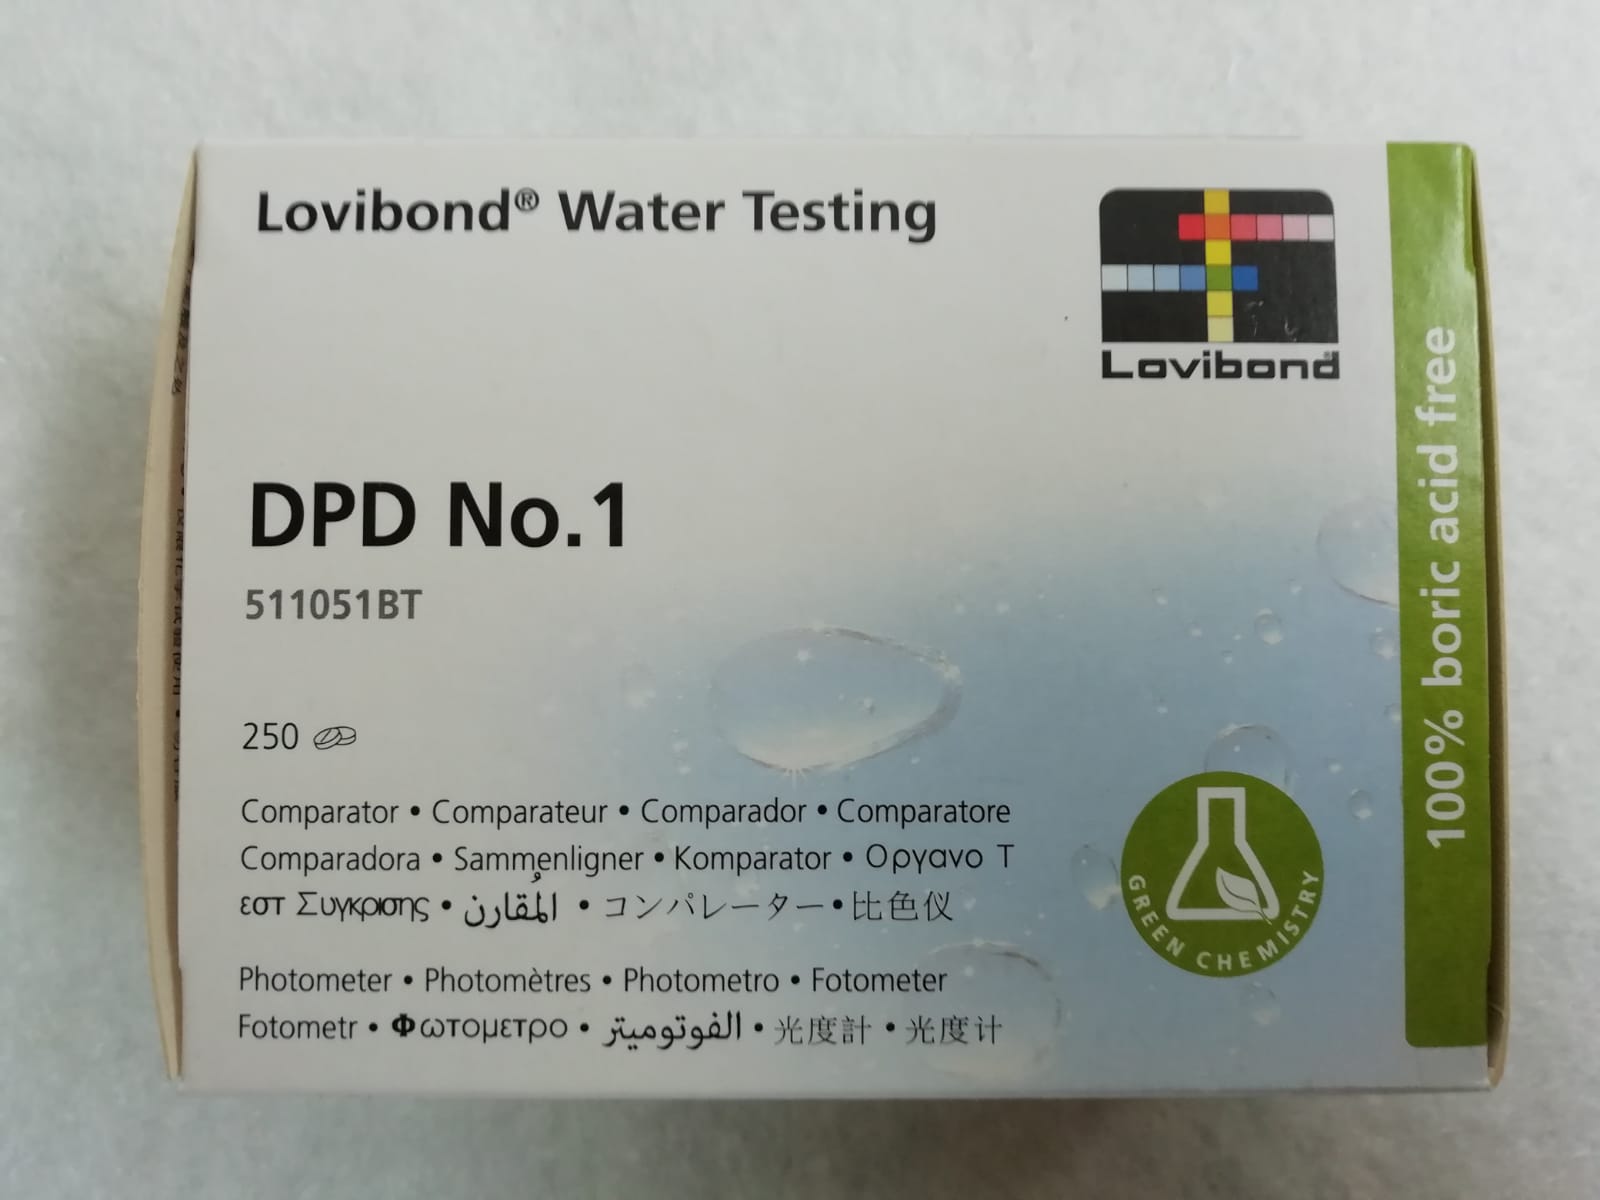 Lovibond® Water Testing
Lovibond®
DPD No.1
511051BT
250
Comparator • Comparateur • Comparador • Comparatore
Comparadora • Sammenligner • Komparator • Οργανο Τ
εστ Συγκρισης • المُقارن • コンパレーター • 比色仪
Photometer • Photomètres • Photometro • Fotometer
Fotometr • Φωτομετρο • الفوتوميتر • 光度計 • 光度计
GREEN CHEMISTRY
100% boric acid free